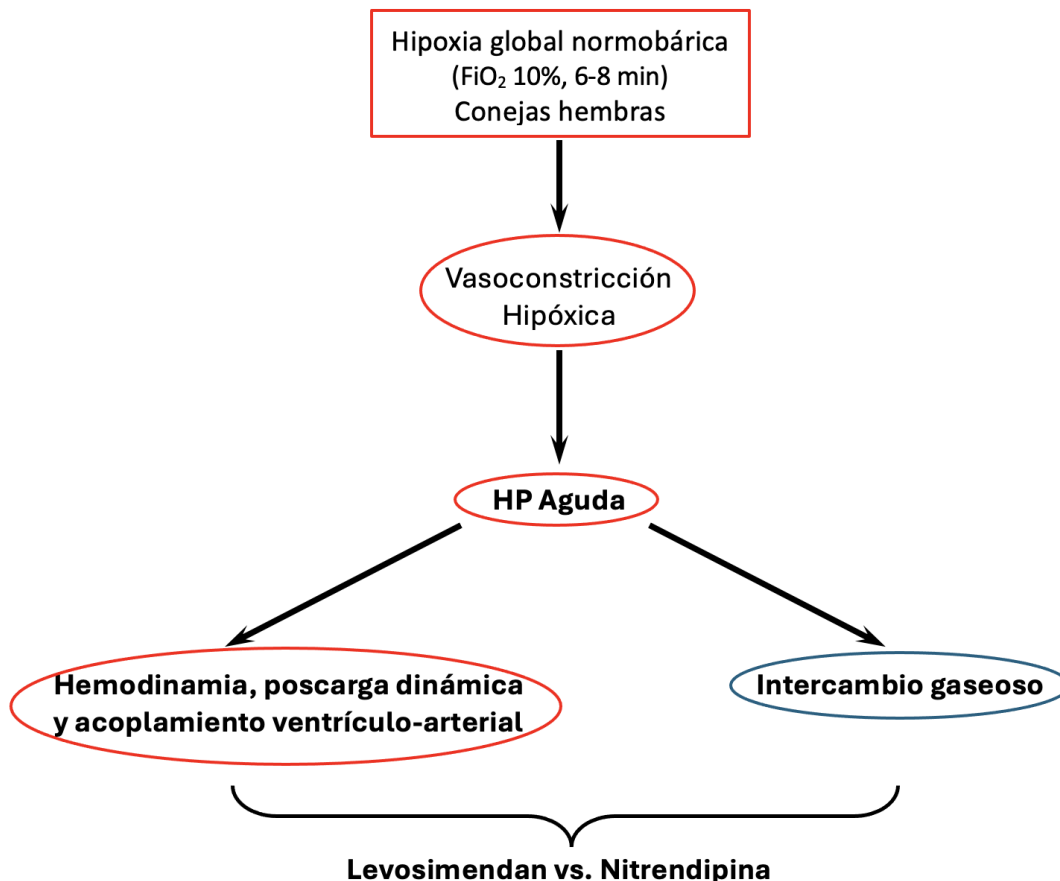 Hipoxia global normobárica
(FiO₂ 10%, 6-8 min)
Conejas hembras
Vasoconstricción
Hipóxica
HP Aguda
Hemodinamia, poscarga dinámica
y acoplamiento ventrículo-arterial
Intercambio gaseoso
Levosimendan vs. Nitrendipina